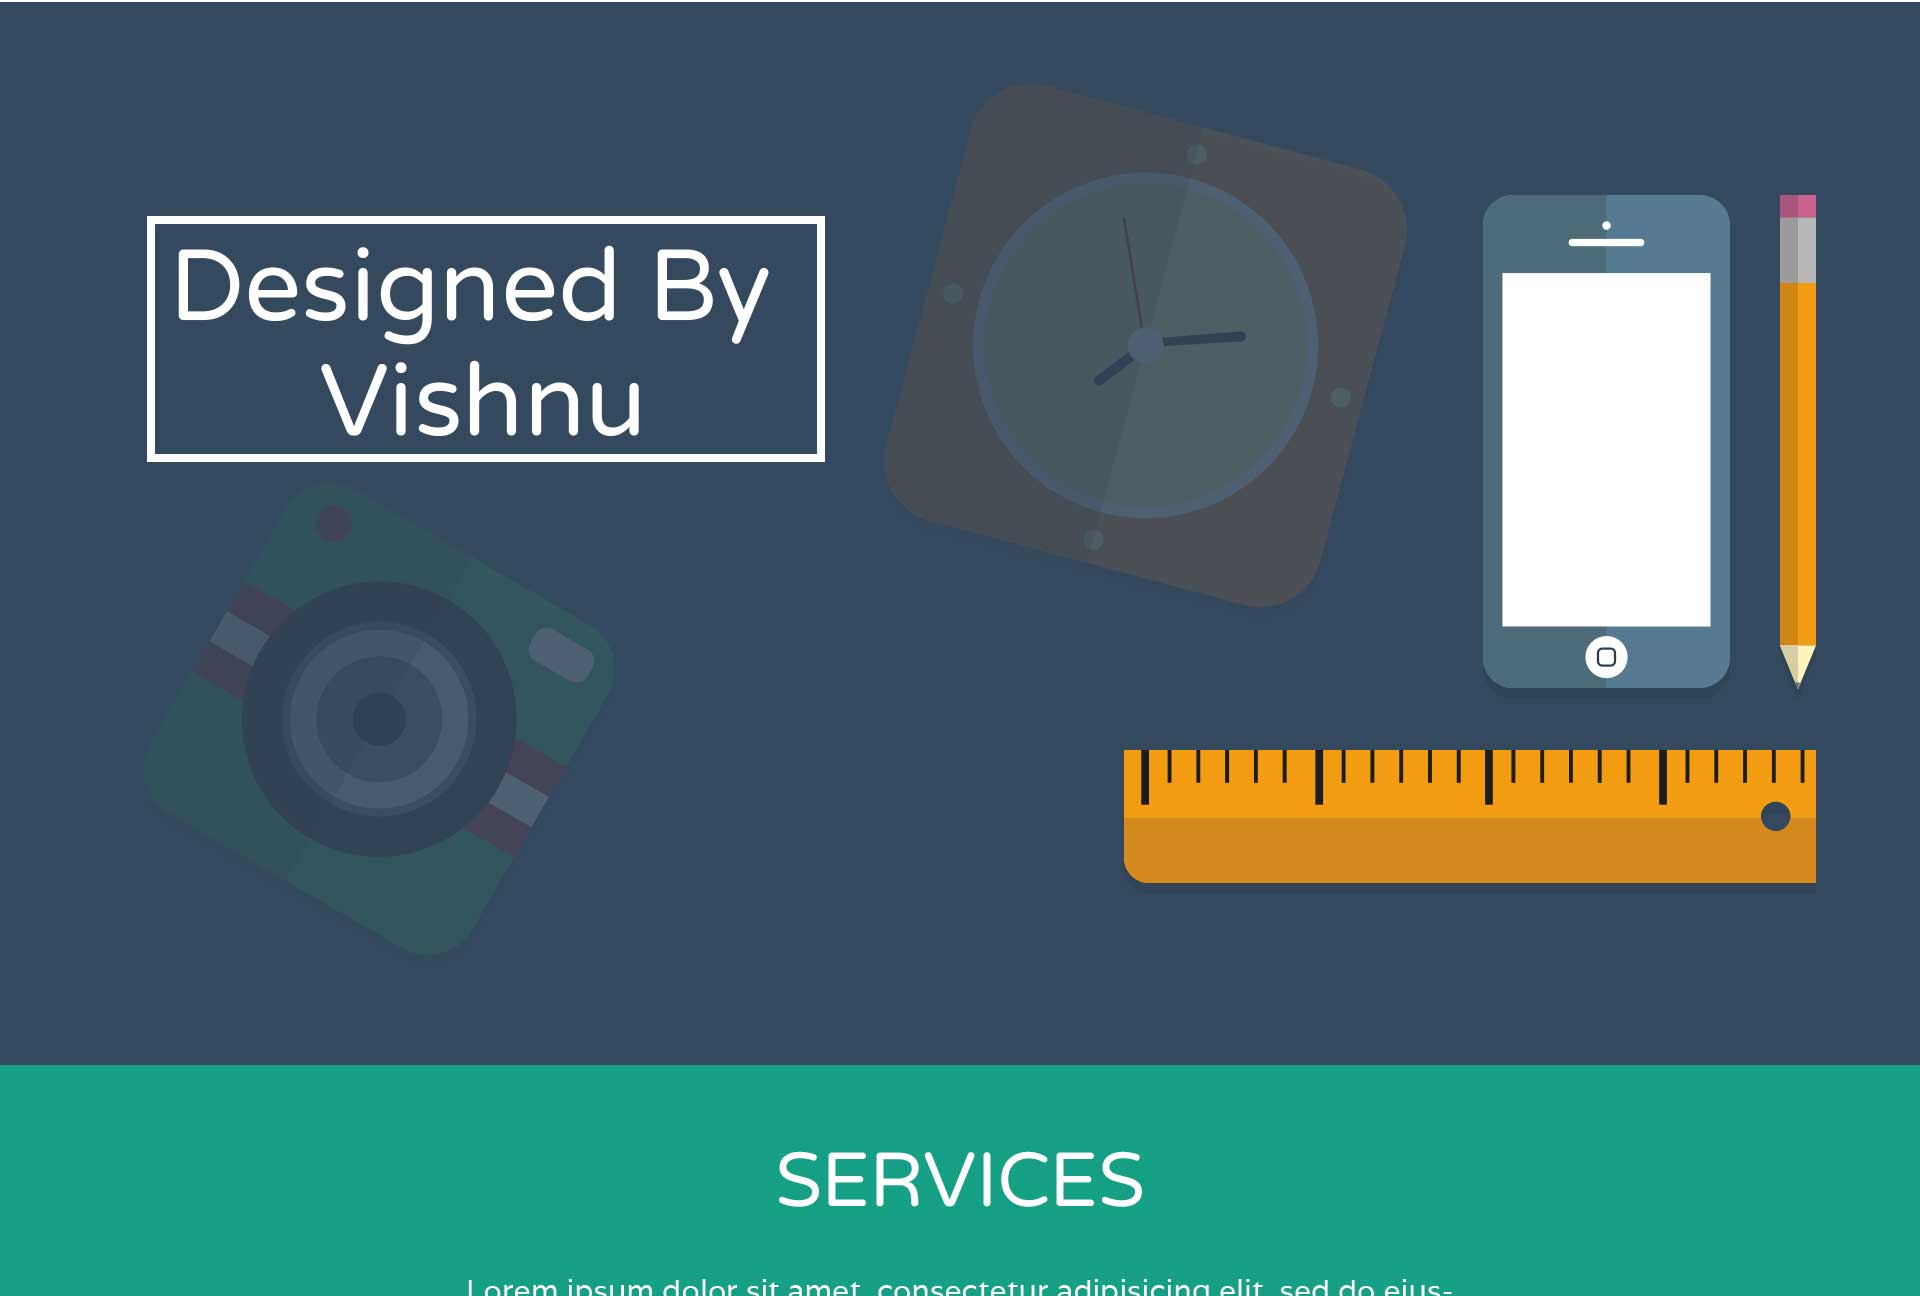 Designed By
Vishnu
SERVICES
Lorem ipsum dolor sit amet, consectetur adipisicing elit, sed do eius-